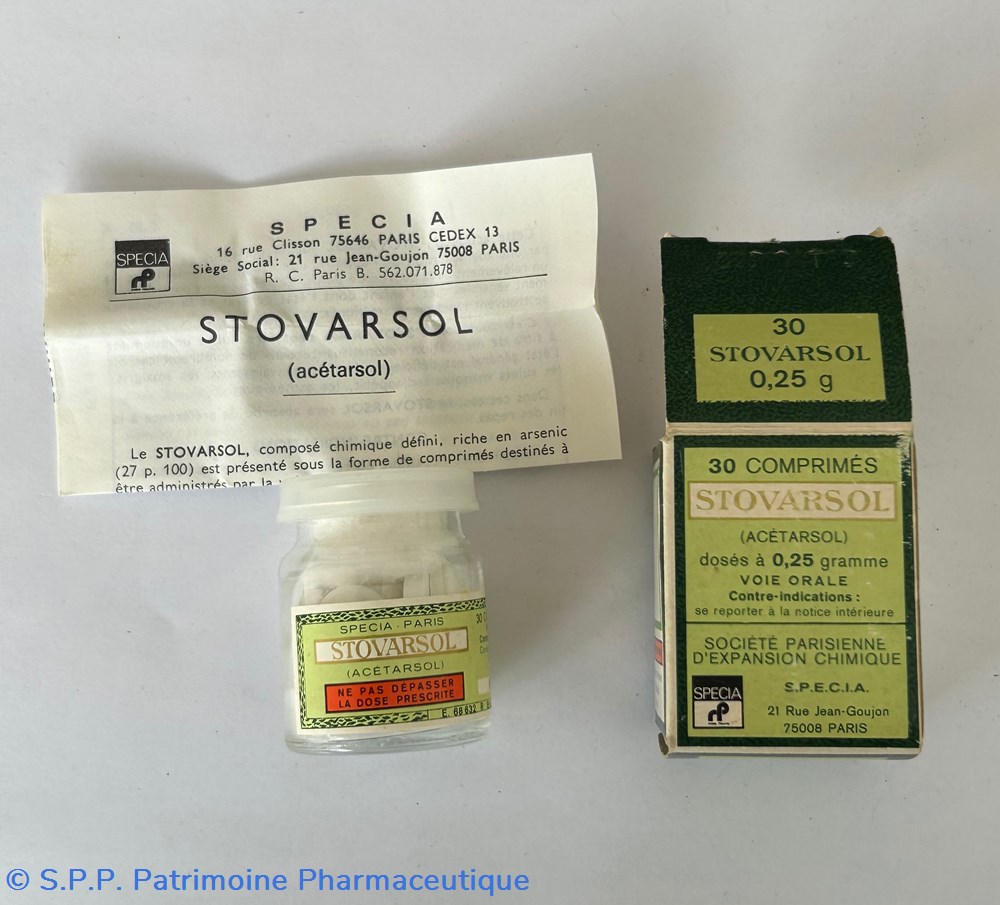 SPECIA
16 rue Clisson 75646 PARIS CEDEX 13
Siège Social: 21 rue Jean-Goujon 75008 PARIS
R. C. Paris B. 562.071.878
SPECIA
STOVARSOL
(acétarsol)
Le STOVARSOL, composé chimique défini, riche en arsenic
(27 p. 100) est présenté sous la forme de comprimés destinés à
être administrés par la
SPECIA - PARIS
STOVARSOL
(ACÉTARSOL)
NE PAS DÉPASSER
LA DOSE PRESCRITE
E. 68632
30
30
STOVARSOL
0,25 g
30 COMPRIMÉS
STOVARSOL
(ACÉTARSOL)
dosés à 0,25 gramme
VOIE ORALE
Contre-indications :
se reporter à la notice intérieure
SOCIÉTÉ PARISIENNE
D'EXPANSION CHIMIQUE
SPECIA
S.P.E.C.I.A.
21 Rue Jean-Goujon
75008 PARIS
© S.P.P. Patrimoine Pharmaceutique